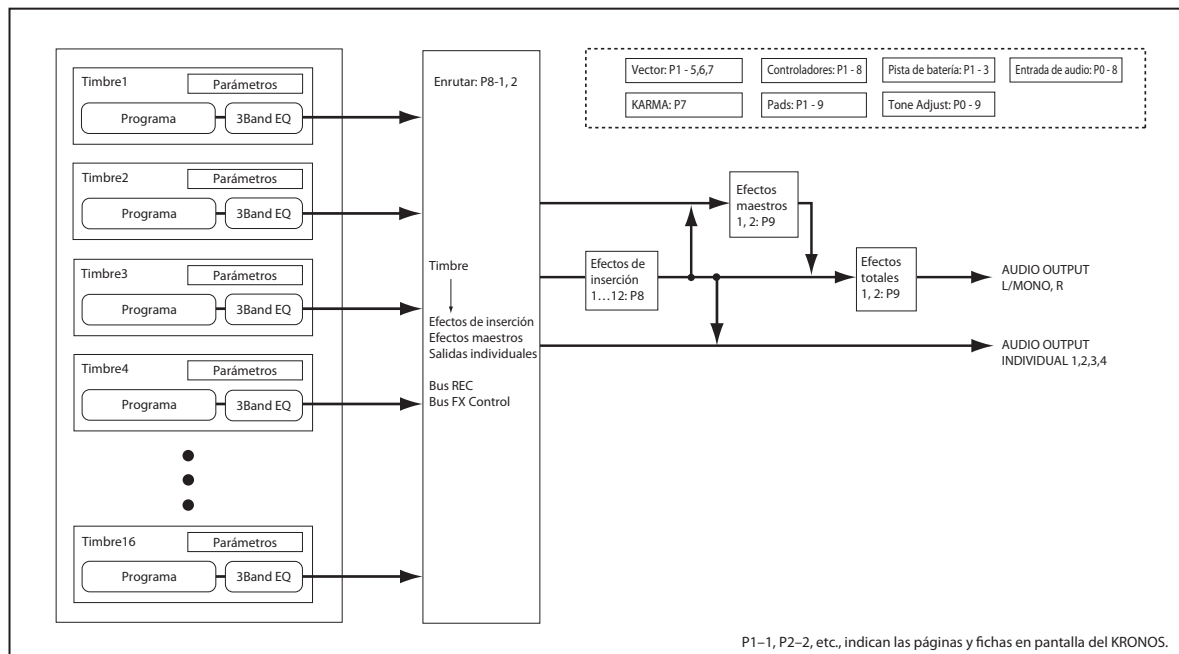 Timbre1
Parámetros
Programa
3Band EQ
Timbre2
Parámetros
Programa
3Band EQ
Timbre3
Parámetros
Programa
3Band EQ
Timbre4
Parámetros
Programa
3Band EQ
Timbre16
Parámetros
Programa
3Band EQ
Enrutar: P8-1, 2
Timbre
Efectos de inserción
Efectos maestros
Salidas individuales
Bus REC
Bus FX Control
Vector: P1 - 5,6,7
Controladores: P1 - 8
Pista de batería: P1 - 3
Entrada de audio: P0 - 8
KARMA: P7
Pads: P1 - 9
Tone Adjust: P0 - 9
Efectos
maestros
1, 2: P9
Efectos de
inserción
1…12: P8
Efectos
totales
1, 2: P9
AUDIO OUTPUT
L/MONO, R
AUDIO OUTPUT
INDIVIDUAL 1,2,3,4
P1–1, P2–2, etc., indican las páginas y fichas en pantalla del KRONOS.